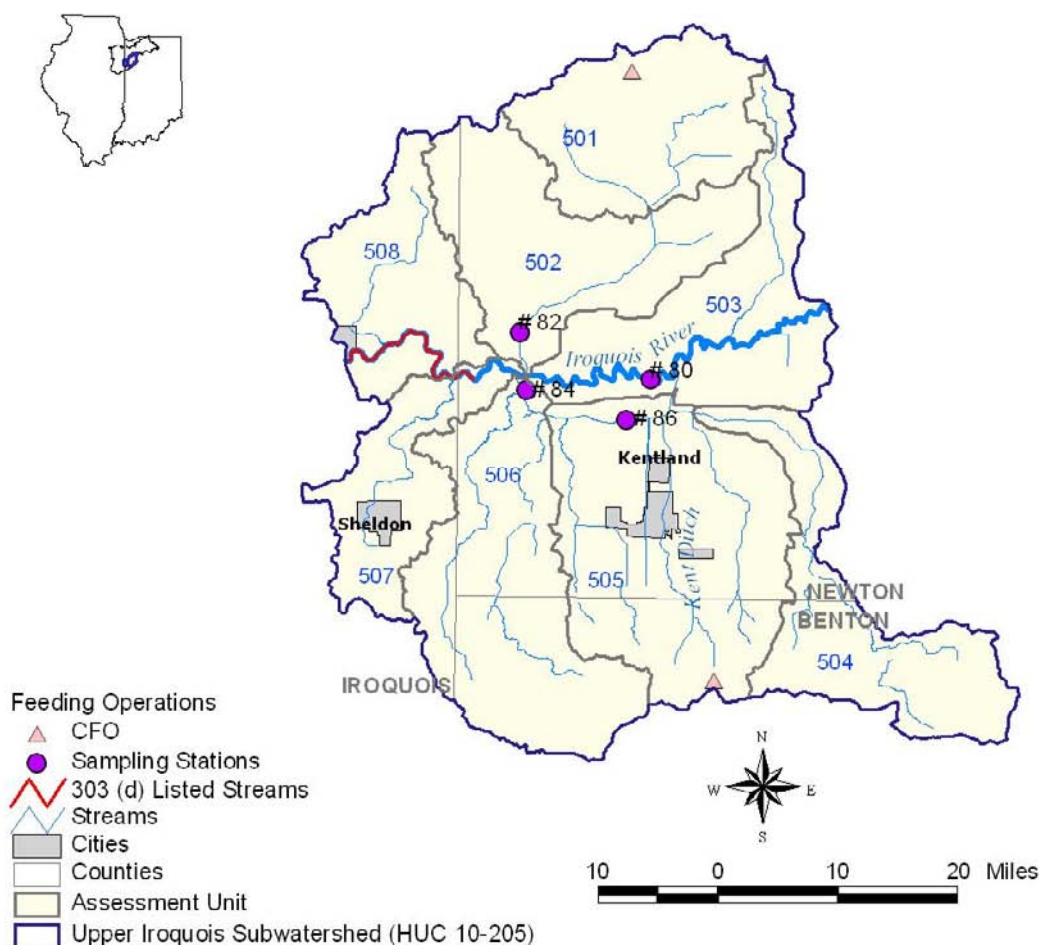 501
508
502
503
# 82
Iroquois River
# 80
# 84
# 86
Kentland
506
Sheldon
507
505
Kent Ditch
NEWTON
BENTON
504
IROQUOIS
Feeding Operations
CFO
Sampling Stations
303 (d) Listed Streams
Streams
Cities
Counties
Assessment Unit
Upper Iroquois Subwatershed (HUC 10-205)
N
W
E
S
10 0 10 20 Miles